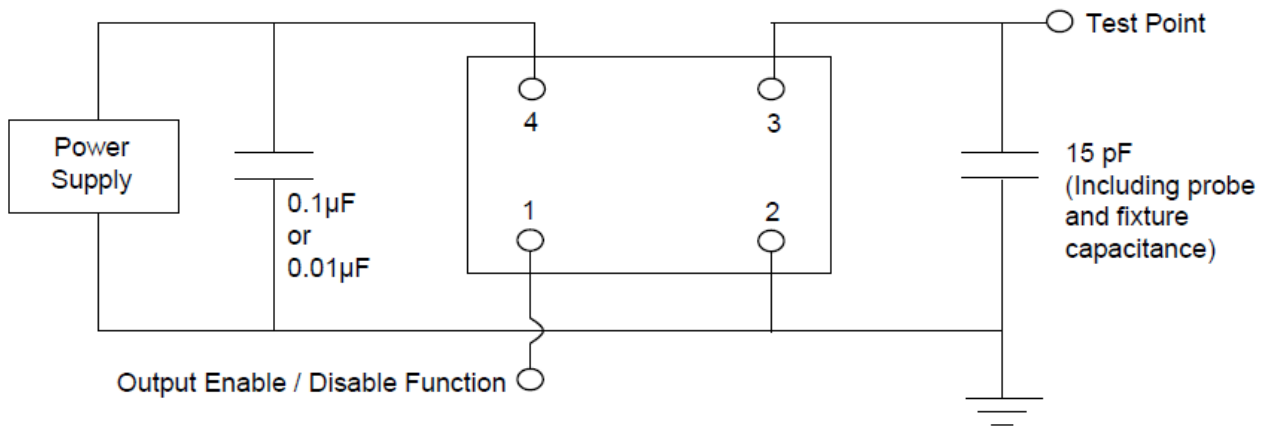 Test Point
4
3
Power
Supply
15 pF
(Including probe
and fixture
capacitance)
0.1µF
or
0.01µF
1
2
Output Enable / Disable Function